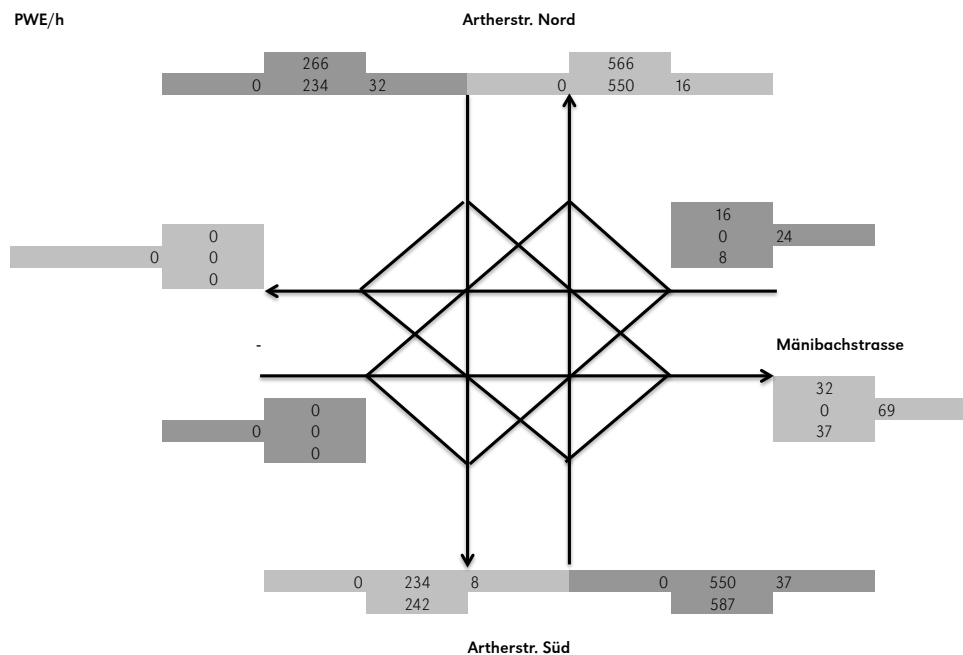 PWE/h Artherstr. Nord
266 566
0 234 32 0 550 16
16
0 0 24
0 0 8
0
-
Mänibachstrasse
32
0 0 69
0 0 37
0
0 234 8 0 550 37
242 587
Artherstr. Süd